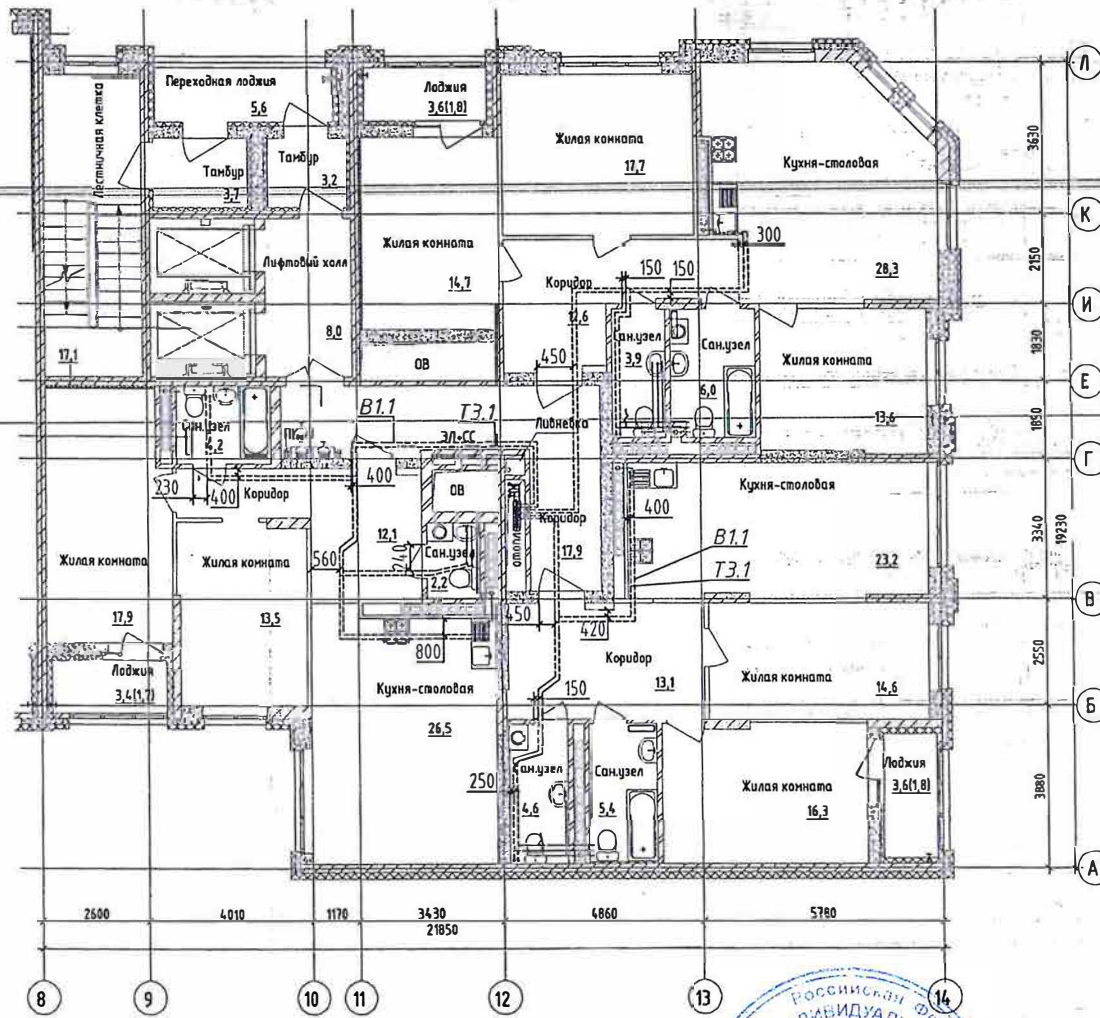 Л
Переходная лоджия
5,6
Лоджия
3,6(1,8)
Лестничная клетка
Жилая комната
17,7
Кухня-столовая
3630
Тамбур
3,7
Тамбур
3,2
К
Жилая комната
14,7
Лифтовый холл
300
2150
28,3
Коридор
150
150
И
12,6
8,0
17,1
ОВ
450
Сан.узел
3,9
Сан.узел
6,0
Жилая комната
13,6
1830
Е
В1.1
Т3.1
Ливневка
Сан.узел
4,2
ПК
ЭЛ+СС
1850
Г
230
400
Коридор
400
ОВ
Коридор
17,9
400
Кухня-столовая
23,2
12,1
560
240
Сан.узел
2,2
отопление
В1.1
Т3.1
3340
19230
Жилая комната
17,9
Жилая комната
13,5
В
450
420
800
Коридор
13,1
Жилая комната
14,6
2550
Лоджия
3,4(1,7)
Кухня-столовая
26,5
150
Б
250
Сан.узел
4,6
Сан.узел
5,4
Жилая комната
16,3
Лоджия
3,6(1,8)
3880
А
2600
4010
1170
3430
4860
5780
21850
8
9
10
11
12
13
14
Российская